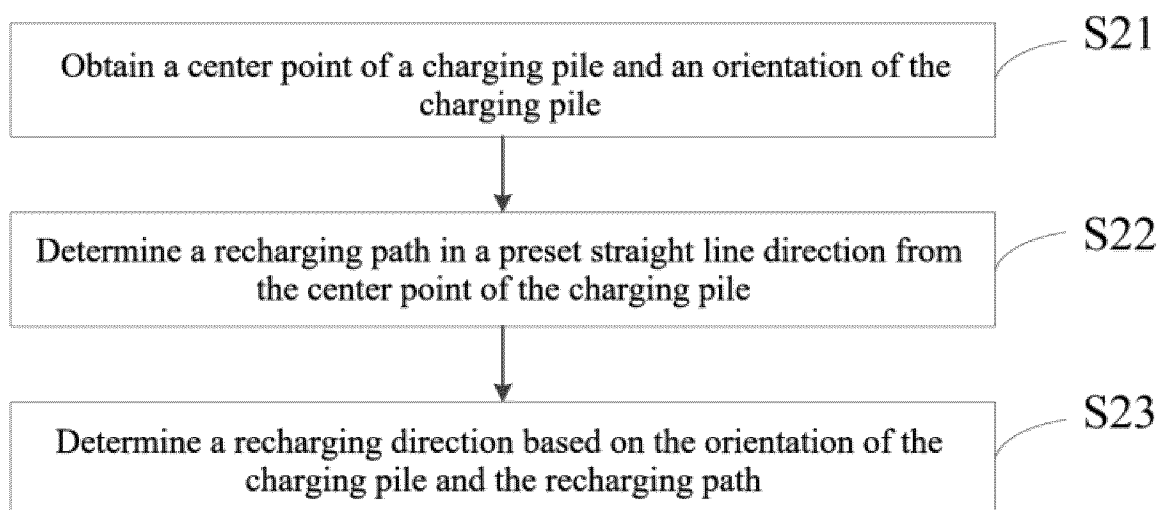 S21
Obtain a center point of a charging pile and an orientation of the
charging pile
S22
Determine a recharging path in a preset straight line direction from
the center point of the charging pile
S23
Determine a recharging direction based on the orientation of the
charging pile and the recharging path